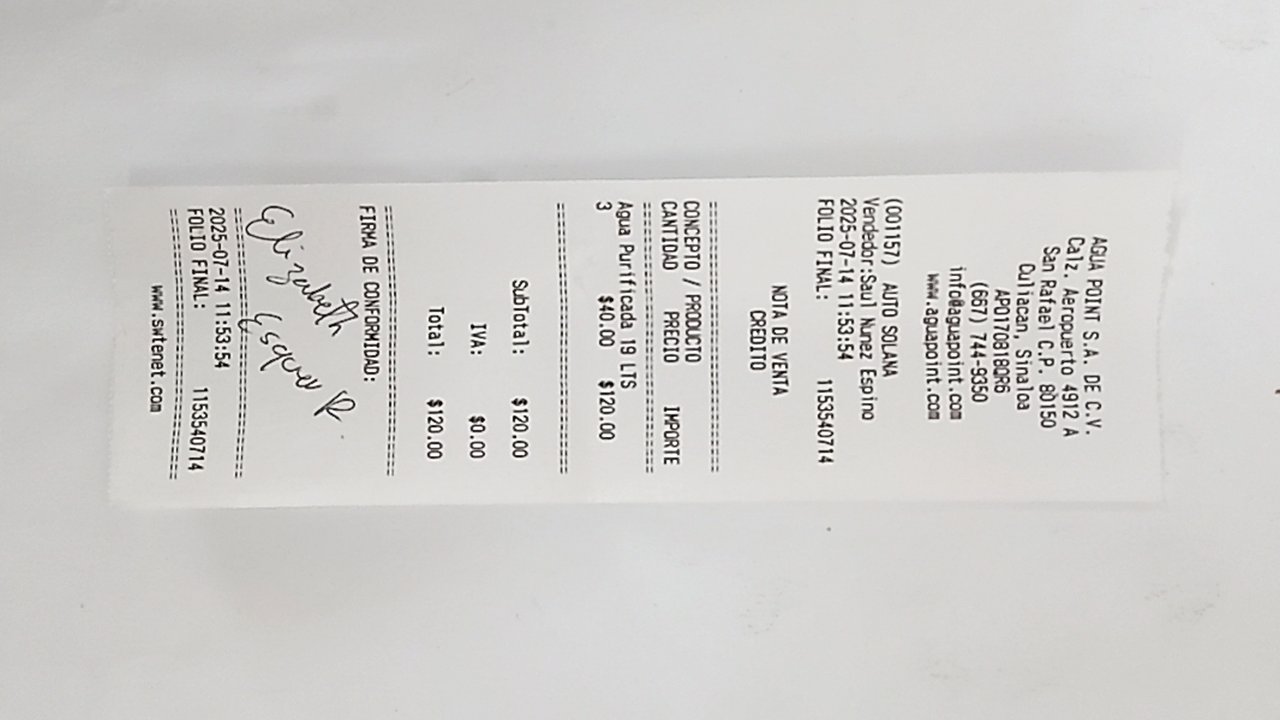 AGUA POINT S.A. DE C.V.
Calz. Aeropuerto 4912 A
San Rafael C.P. 80150
Culiacan, Sinaloa
APO170818QR6
(667) 744-9350
info@aguapoint.com
www.aguapoint.com
(001157) . AUTO SOLANA
Vendedor:Saul Nunez Espino
2025-07-14 11:53:54
FOLIO FINAL: 1153540714
NOTA DE VENTA
CREDITO
==============================
CONCEPTO / PRODUCTO
CANTIDAD PRECIO IMPORTE
==============================
Agua Purificada 19 LTS
3 $40.00 $120.00
==============================
SubTotal: $120.00
IVA: $0.00
Total: $120.00
==============================
FIRMA DE CONFORMIDAD:
Elizabeth
Esquer R.
==============================
2025-07-14 11:53:54
FOLIO FINAL: 1153540714
==============================
www.swtenet.com